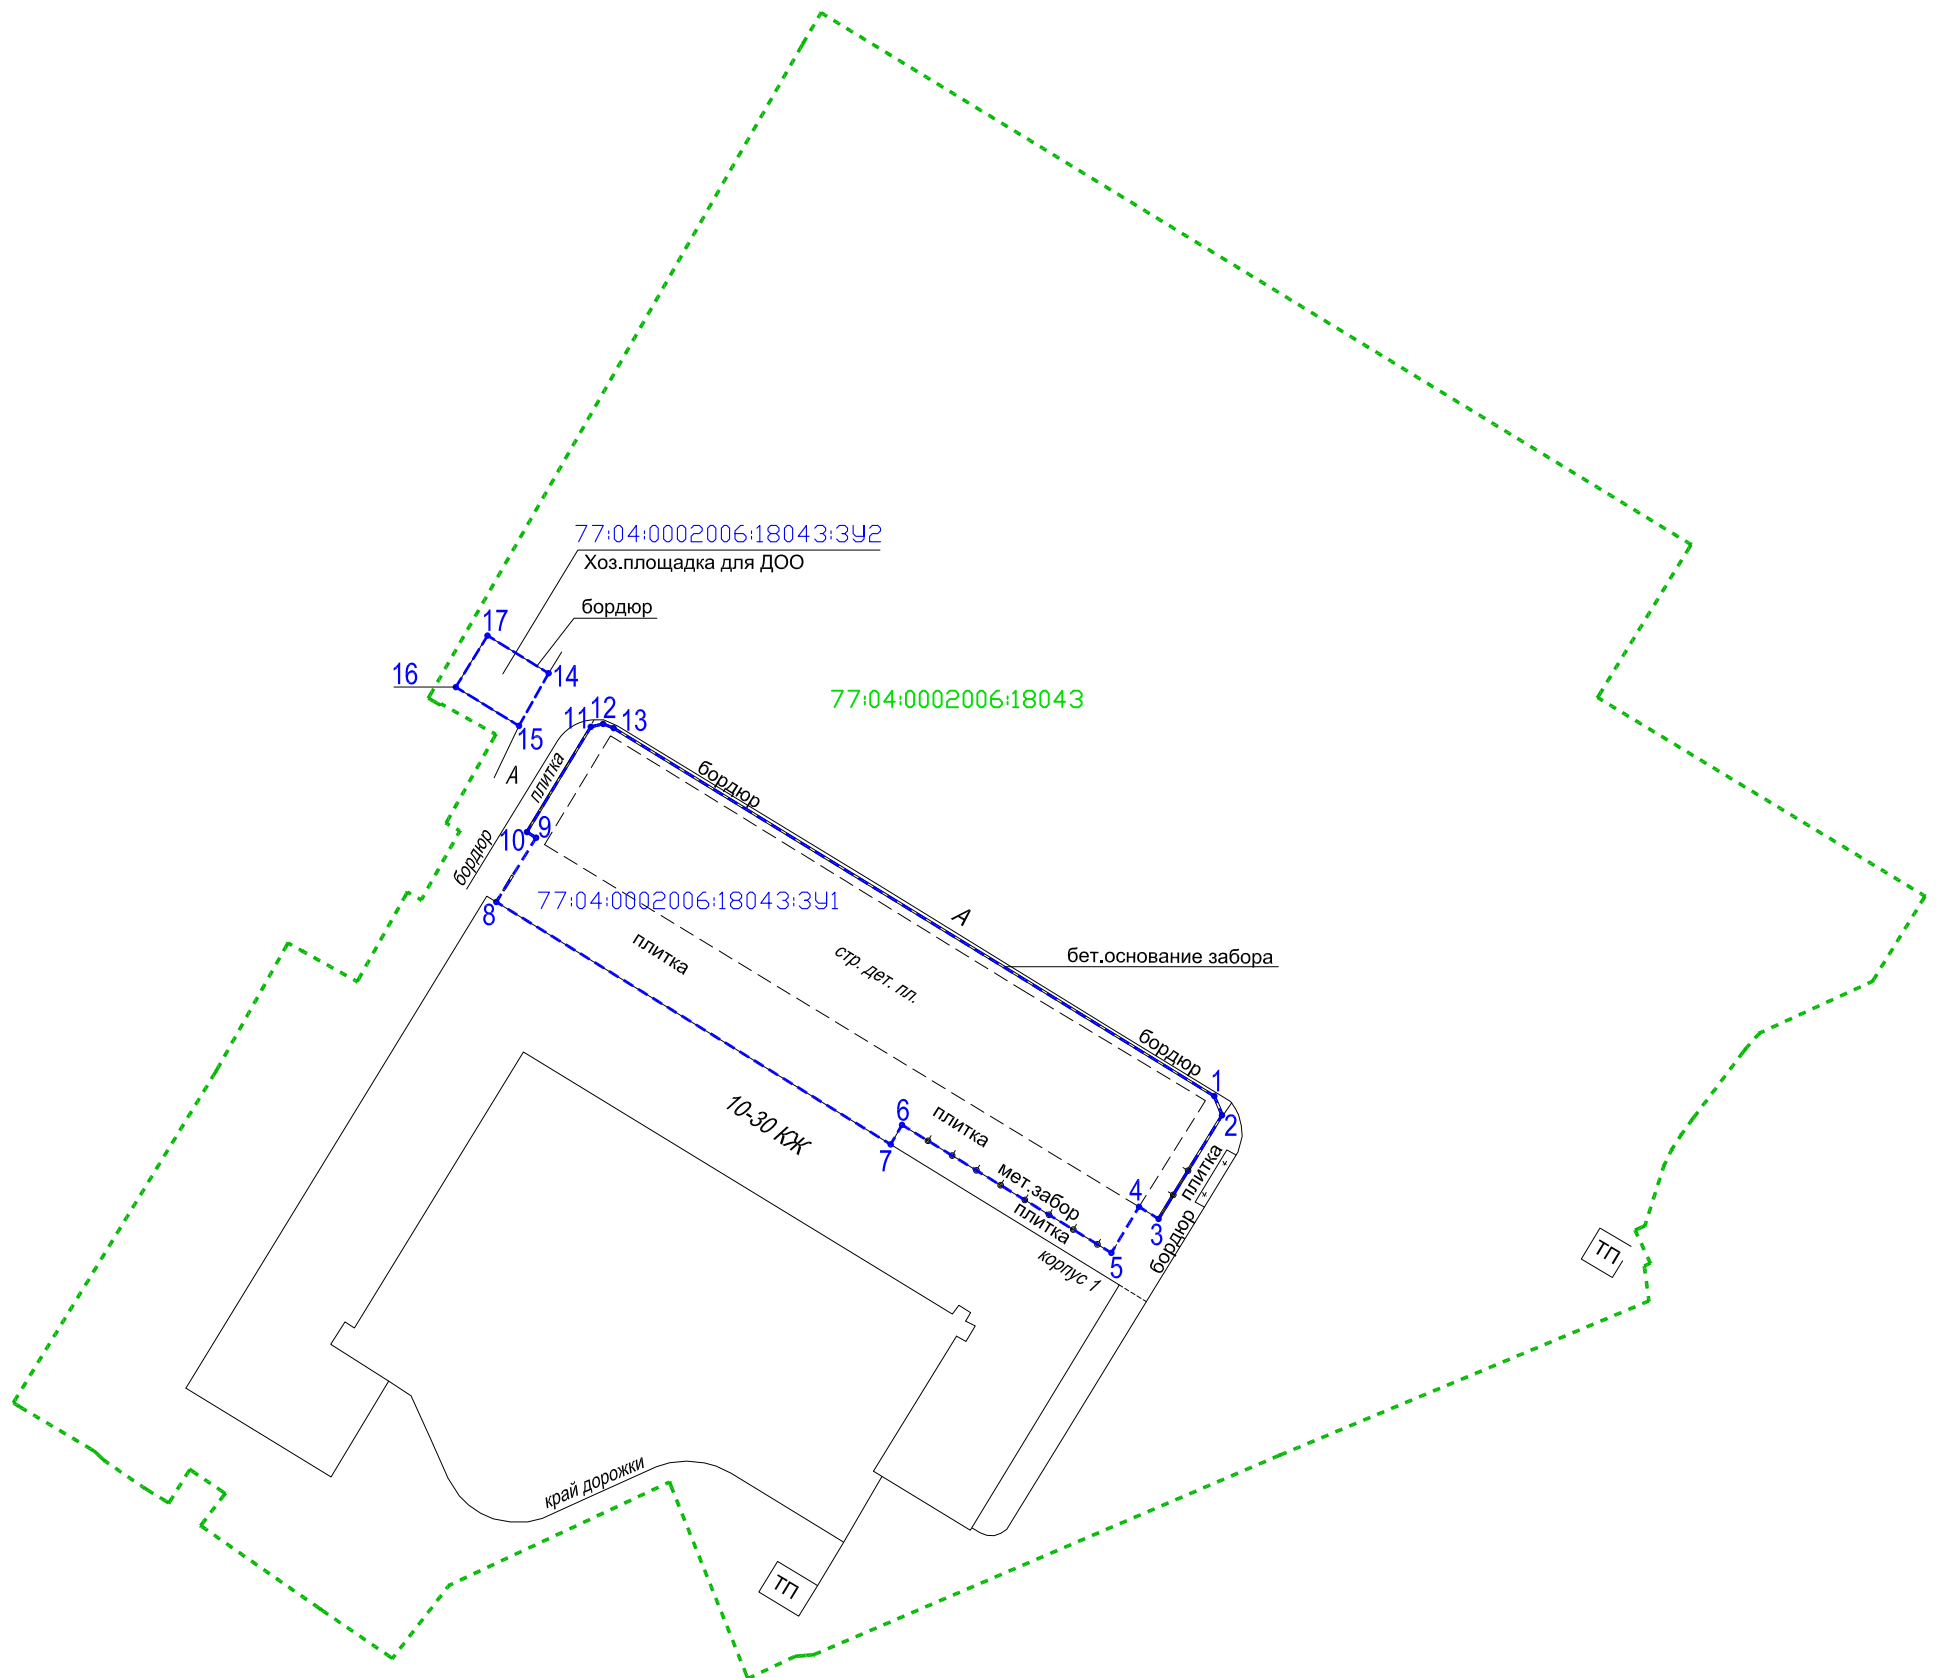 77:04:0002006:18043:ЗУ2
Хоз.площадка для ДОО
бордюр
17
16
14
77:04:0002006:18043
11
12
13
15
А
плитка
бордюр
10
9
бордюр
8
77:04:0002006:18043:ЗУ1
А
плитка
стр. дет. пл.
бет.основание забора
бордюр
1
2
6
плитка
10-30 КЖ
7
мет.забор
плитка
4
плитка
3
бордюр
5
корпус 1
ТП
край дорожки
ТП